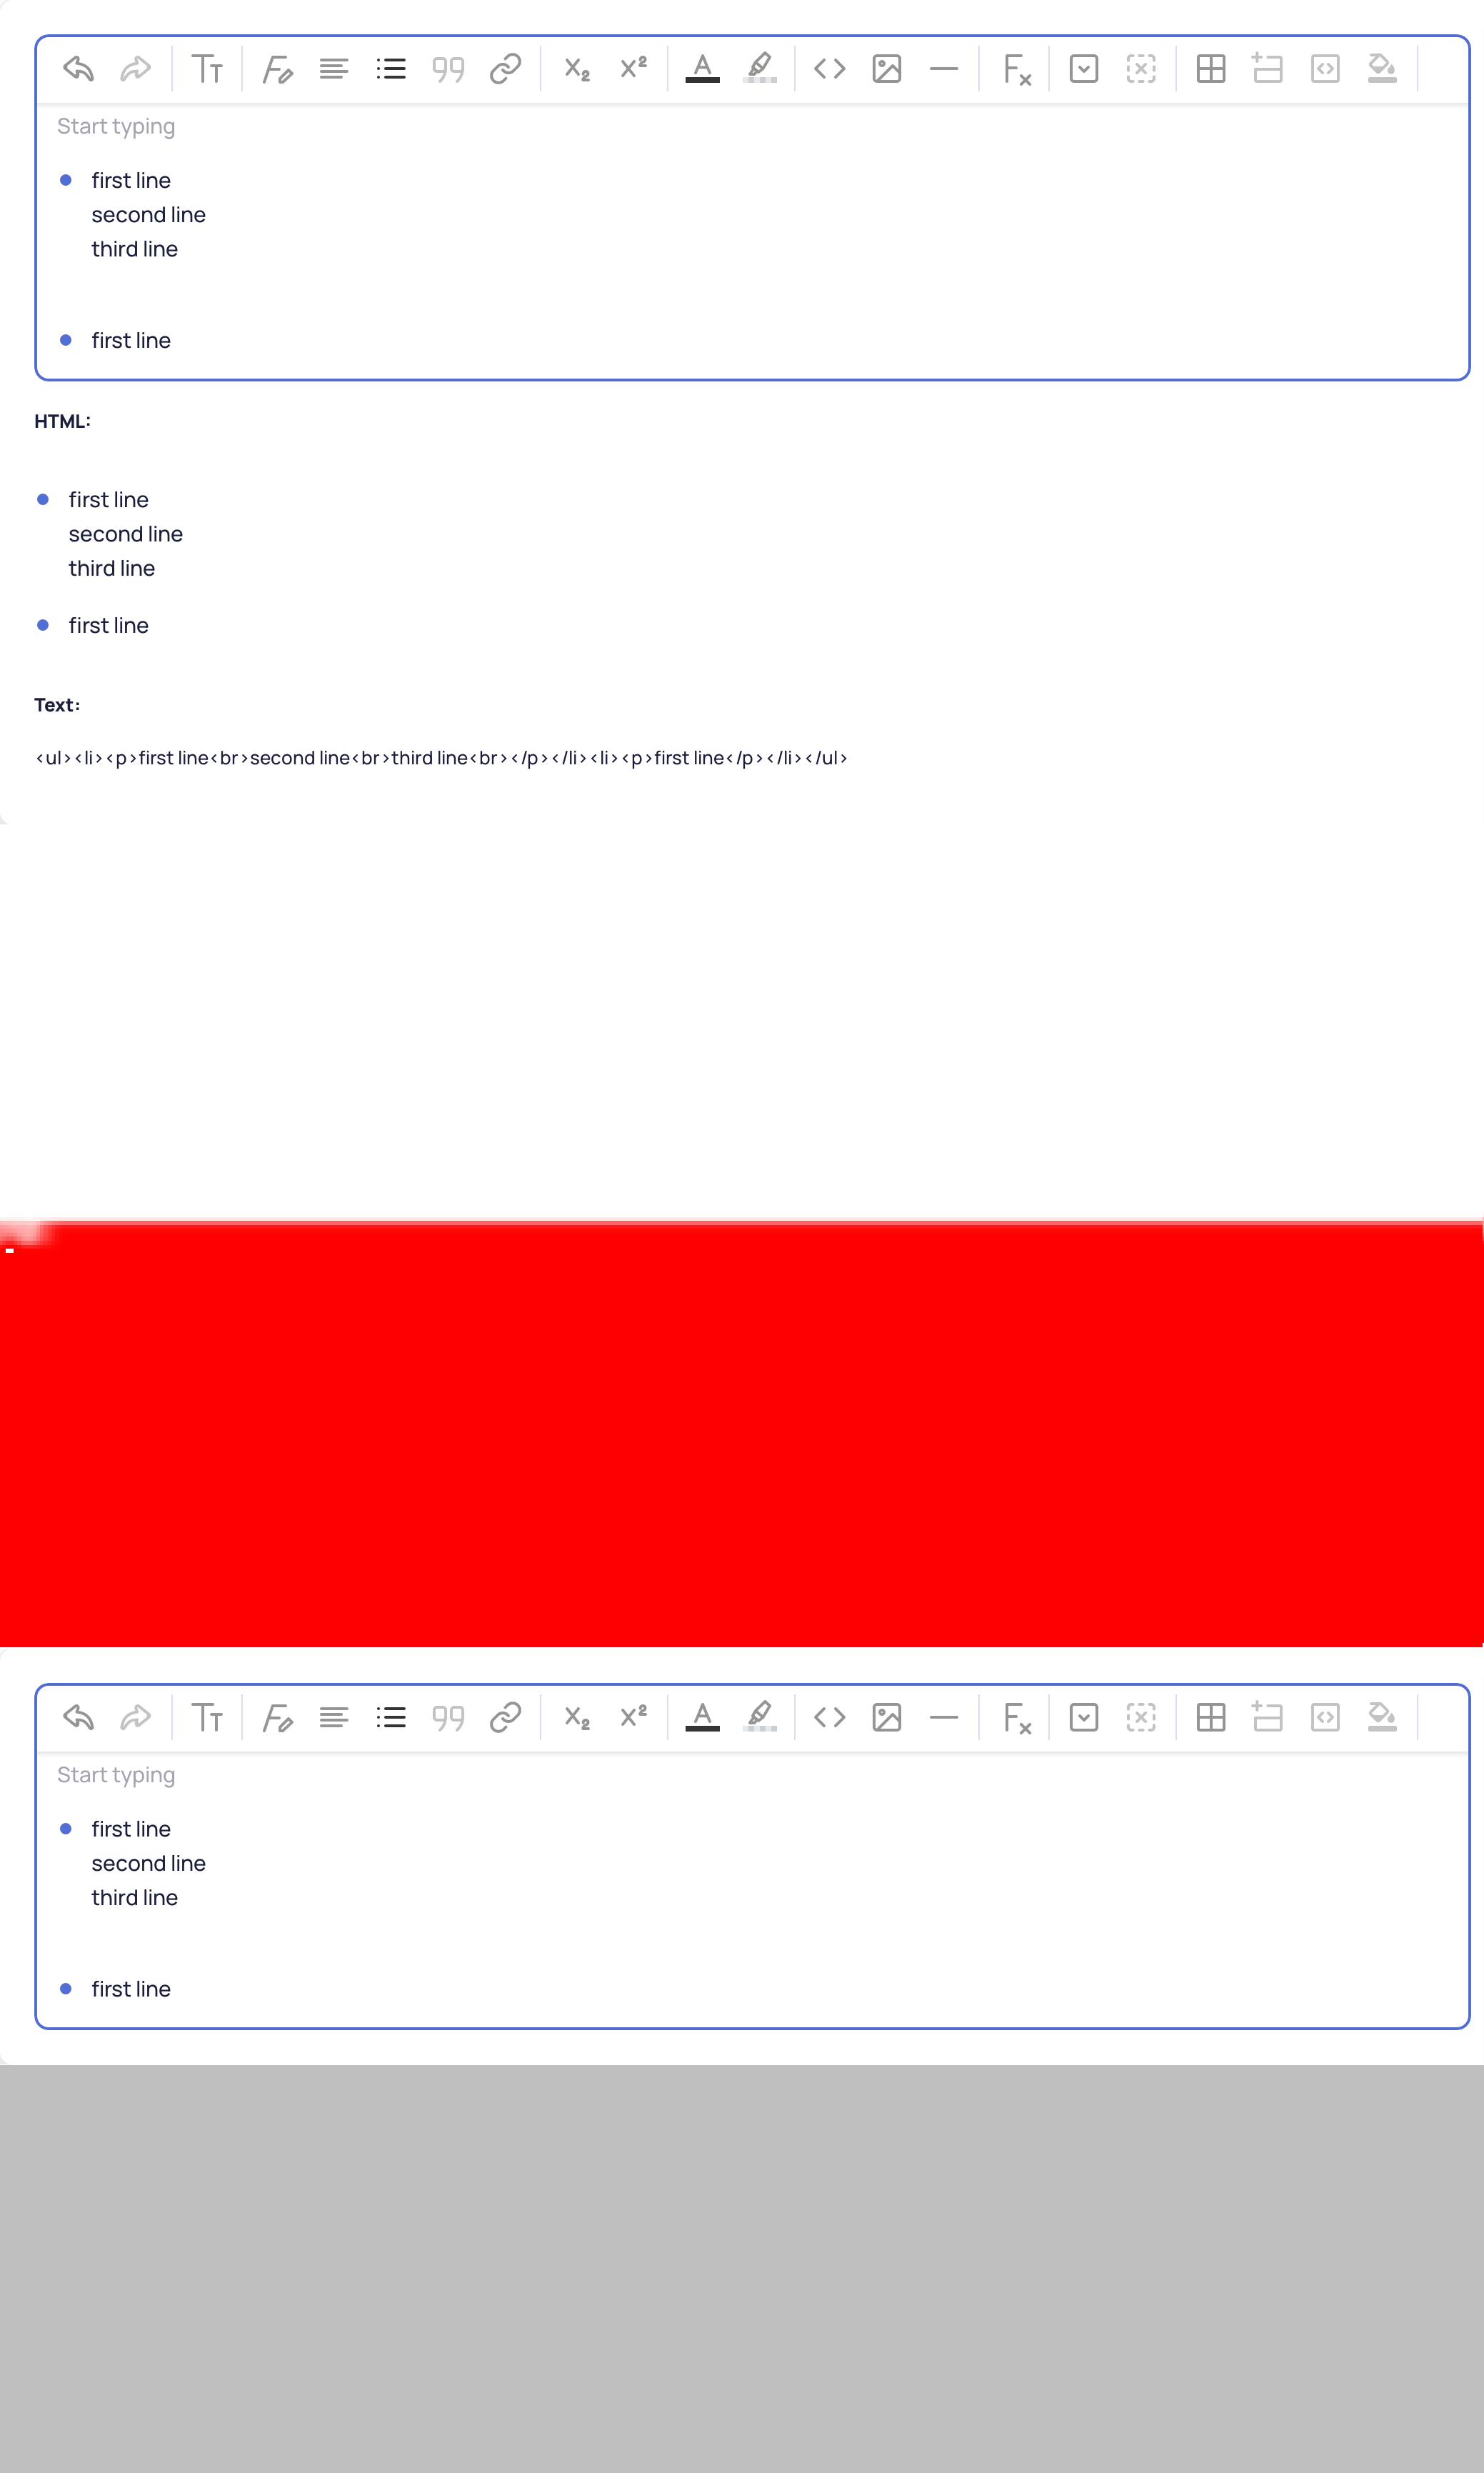 Start typing
first line
second line
third line
first line
HTML:
first line
second line
third line
first line
Text:
<ul><li><p>first line<br>second line<br>third line<br></p></li><li><p>first line</p></li></ul>
Start typing
first line
second line
third line
first line